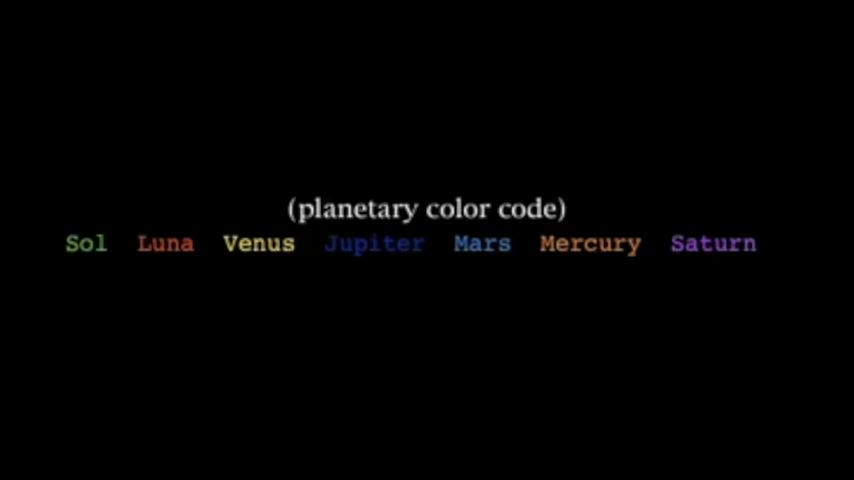 (planetary color code)
Sol Luna Venus Jupiter Mars Mercury Saturn